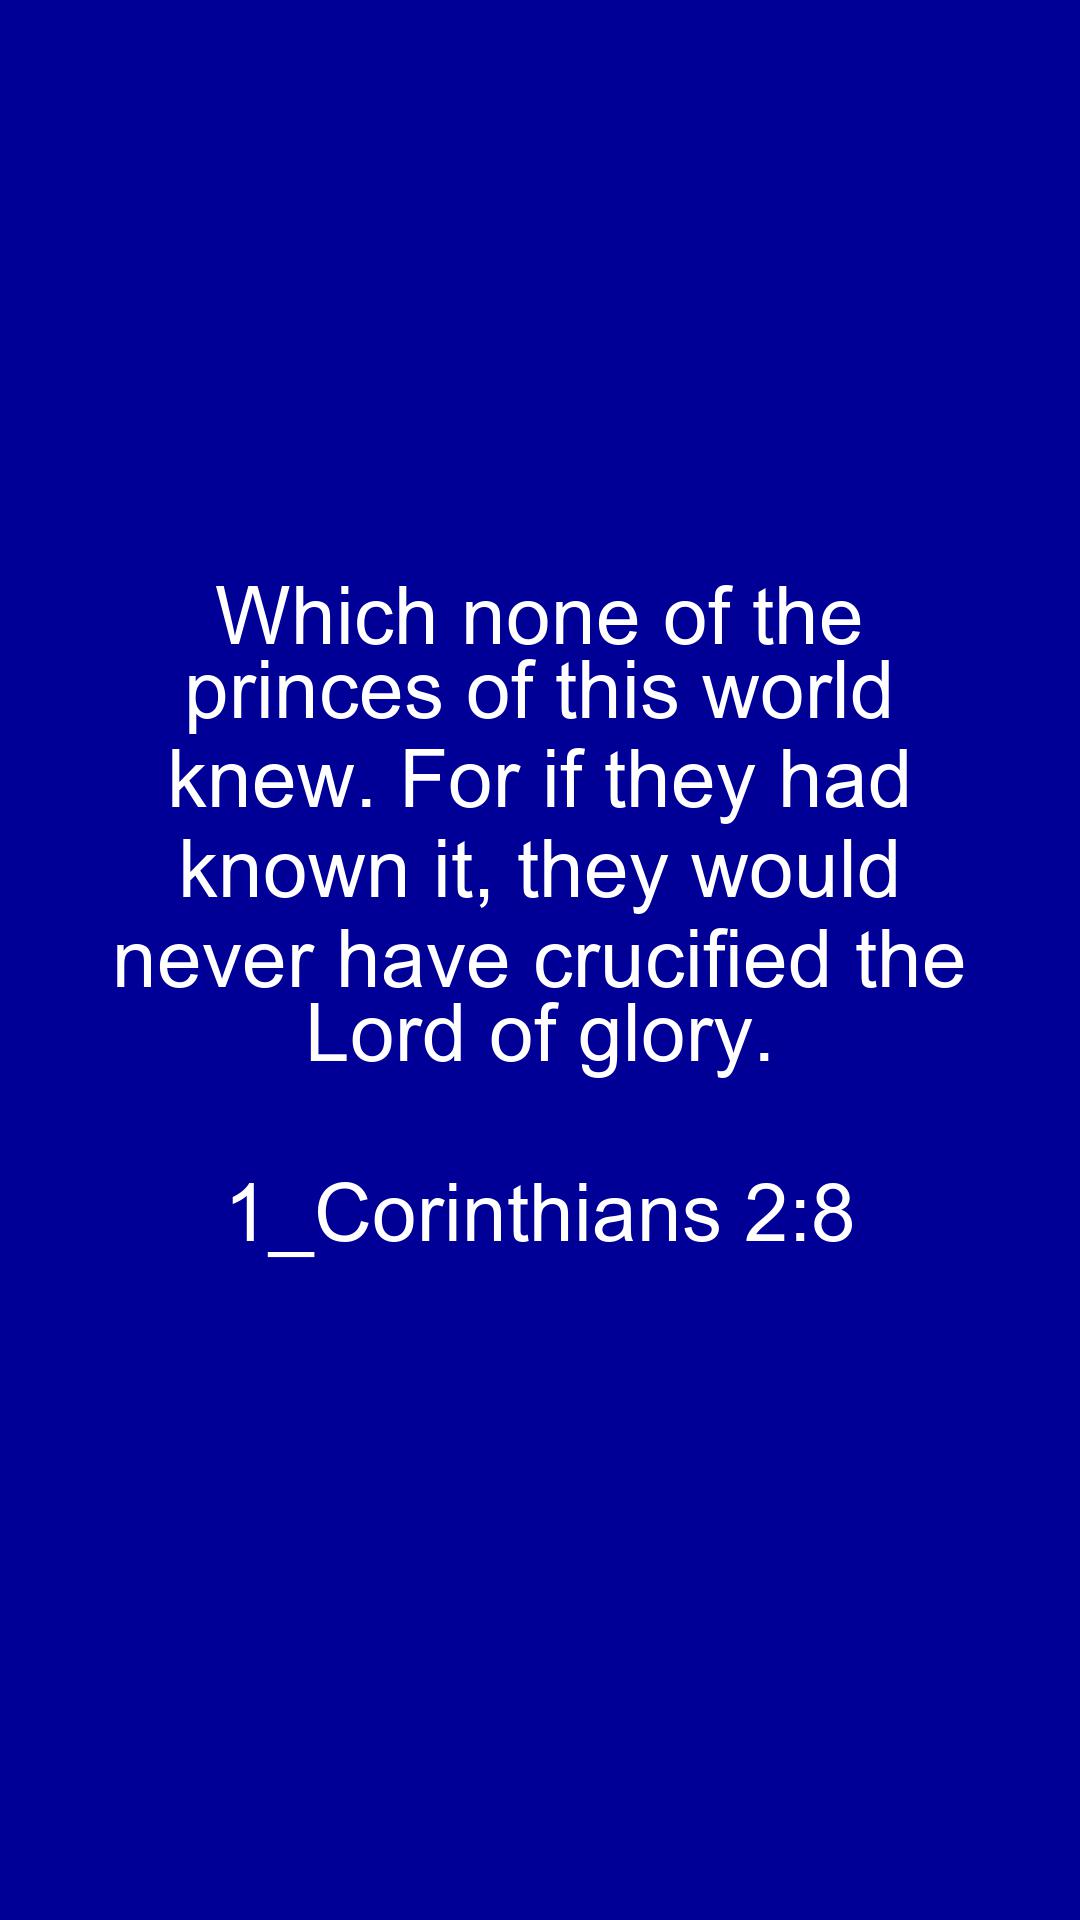 Which none of the
princes of this world
knew. For if they had
known it, they would
never have crucified the
Lord of glory.
1_Corinthians 2:8